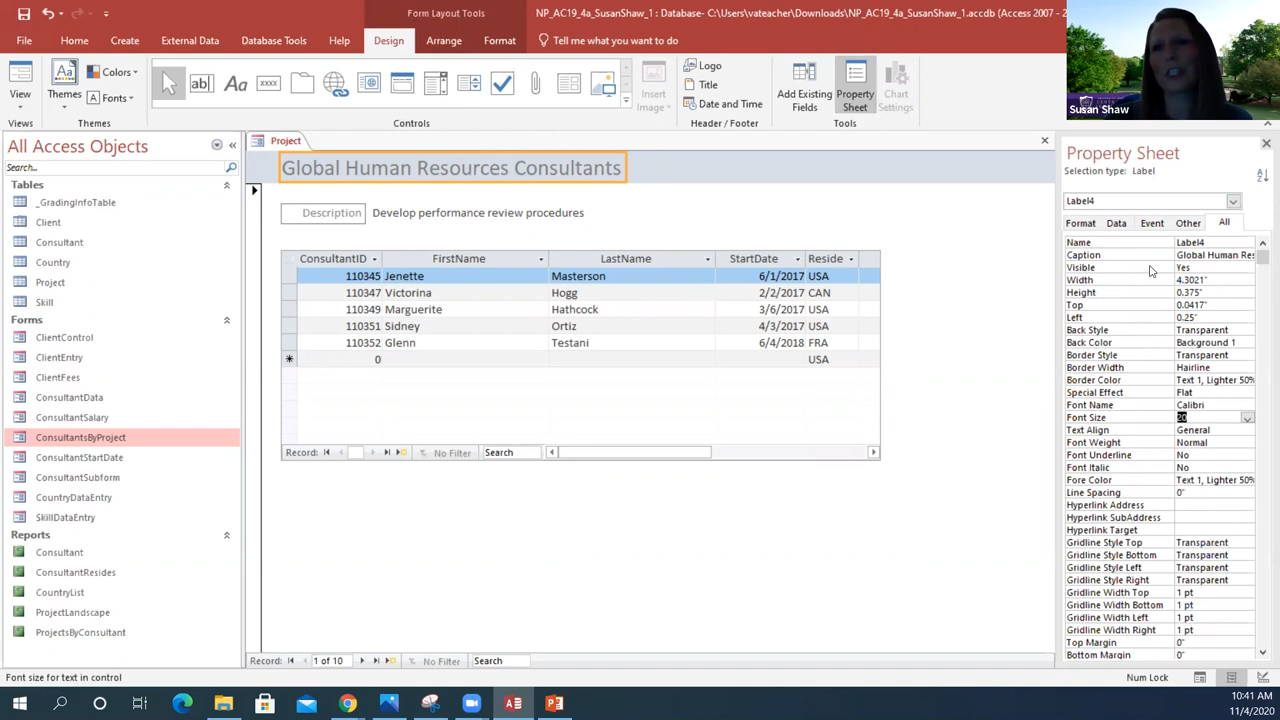 Form Layout Tools
NP_AC19_4a_SusanShaw_1 : Database- C:\Users\vateacher\Downloads\NP_AC19_4a_SusanShaw_1.accdb (Access 2007 - 2
File Home Create External Data Database Tools Help Design Arrange Format Tell me what you want to do
View
Views
Themes
Colors
Fonts
Themes
ab|
Aa
xxxx
Controls
Insert Image
Logo
Title
Date and Time
Header / Footer
Add Existing Fields
Property Sheet
Chart Settings
Tools
Susan Shaw
All Access Objects
Search...
Tables
_GradingInfoTable
Client
Consultant
Country
Project
Skill
Forms
ClientControl
ClientEntry
ClientFees
ConsultantData
ConsultantSalary
ConsultantsByProject
ConsultantStartDate
ConsultantSubform
CountryDataEntry
SkillDataEntry
Reports
Consultant
ConsultantResides
CountryList
ProjectLandscape
ProjectsByConsultant
Project
Global Human Resources Consultants
Description Develop performance review procedures
ConsultantID FirstName LastName StartDate Reside
110345 Jenette Masterson 6/1/2017 USA
110347 Victorina Hogg 2/2/2017 CAN
110349 Marguerite Hathcock 3/6/2017 USA
110351 Sidney Ortiz 4/3/2017 USA
110352 Glenn Testani 6/4/2018 FRA
0 USA
Record: No Filter Search
Record: 1 of 10 No Filter Search
Property Sheet
Selection type: Label
Label4
Format Data Event Other All
Name Label4
Caption Global Human Res
Visible Yes
Width 4.3021"
Height 0.375"
Top 0.0417"
Left 0.25"
Back Style Transparent
Back Color Background 1
Border Style Transparent
Border Width Hairline
Border Color Text 1, Lighter 50%
Special Effect Flat
Font Name Calibri
Font Size 20
Text Align General
Font Weight Normal
Font Underline No
Font Italic No
Fore Color Text 1, Lighter 50%
Line Spacing 0"
Hyperlink Address
Hyperlink SubAddress
Hyperlink Target
Gridline Style Top Transparent
Gridline Style Bottom Transparent
Gridline Style Left Transparent
Gridline Style Right Transparent
Gridline Width Top 1 pt
Gridline Width Bottom 1 pt
Gridline Width Left 1 pt
Gridline Width Right 1 pt
Top Margin 0"
Bottom Margin 0"
Font size for text in control
Num Lock
10:41 AM
11/4/2020